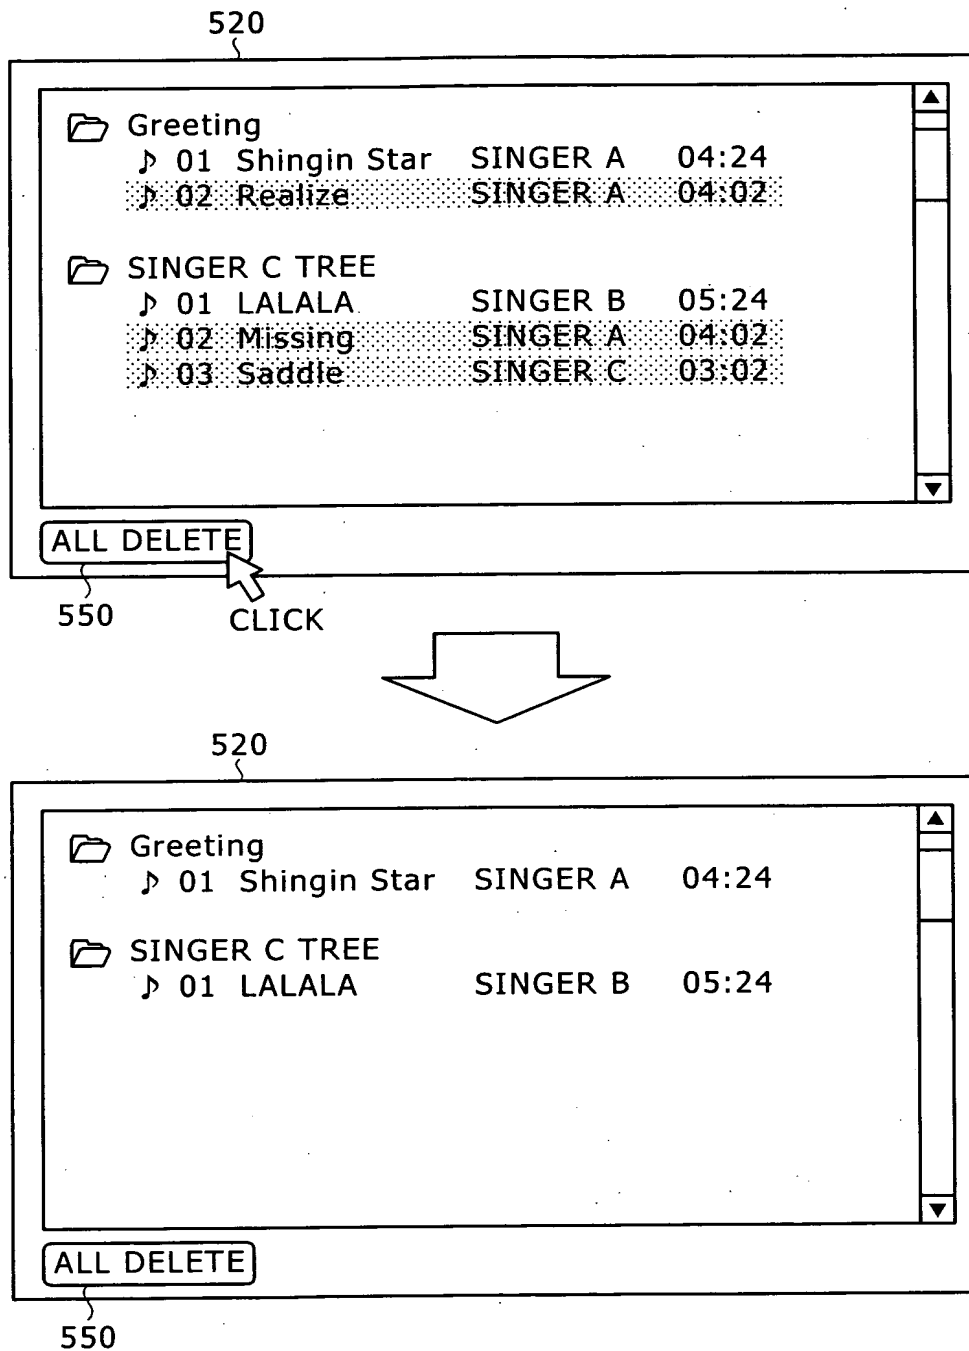 520
Greeting
01 Shingin Star SINGER A 04:24
02 Realize SINGER A 04:02
SINGER C TREE
01 LALALA SINGER B 05:24
02 Missing SINGER A 04:02
03 Saddle SINGER C 03:02
ALL DELETE
550
CLICK
520
Greeting
01 Shingin Star SINGER A 04:24
SINGER C TREE
01 LALALA SINGER B 05:24
ALL DELETE
550